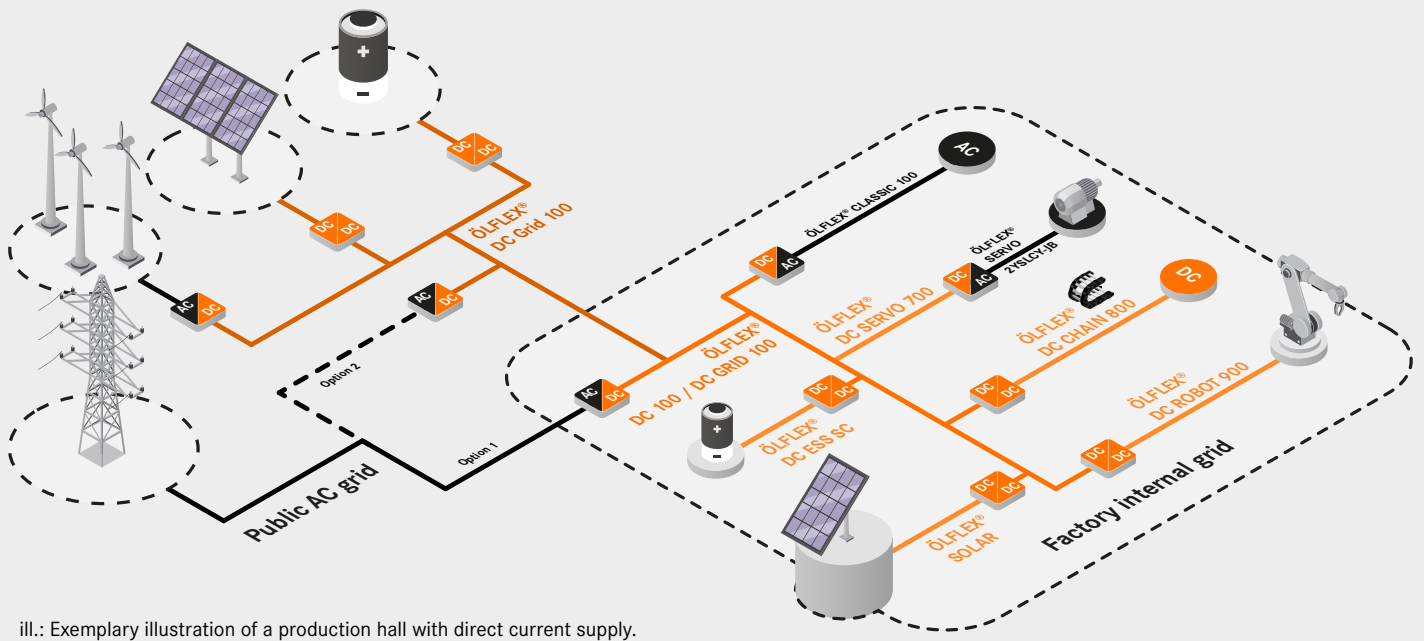 +
−
DC DC
DC DC
AC DC
ÖLFLEX®
DC Grid 100
AC DC
Option 2
Option 1
Public AC grid
AC DC
ÖLFLEX®
DC 100 / DC GRID 100
AC
ÖLFLEX® CLASSIC 100
DC AC
ÖLFLEX®
SERVO
2YSLCY-JB
DC AC
ÖLFLEX®
DC SERVO 700
DC
ÖLFLEX®
DC CHAIN 800
DC DC
ÖLFLEX®
DC ROBOT 900
DC DC
DC DC
+
−
ÖLFLEX®
DC ESS SC
DC DC
ÖLFLEX®
SOLAR
Factory internal grid
ill.: Exemplary illustration of a production hall with direct current supply.